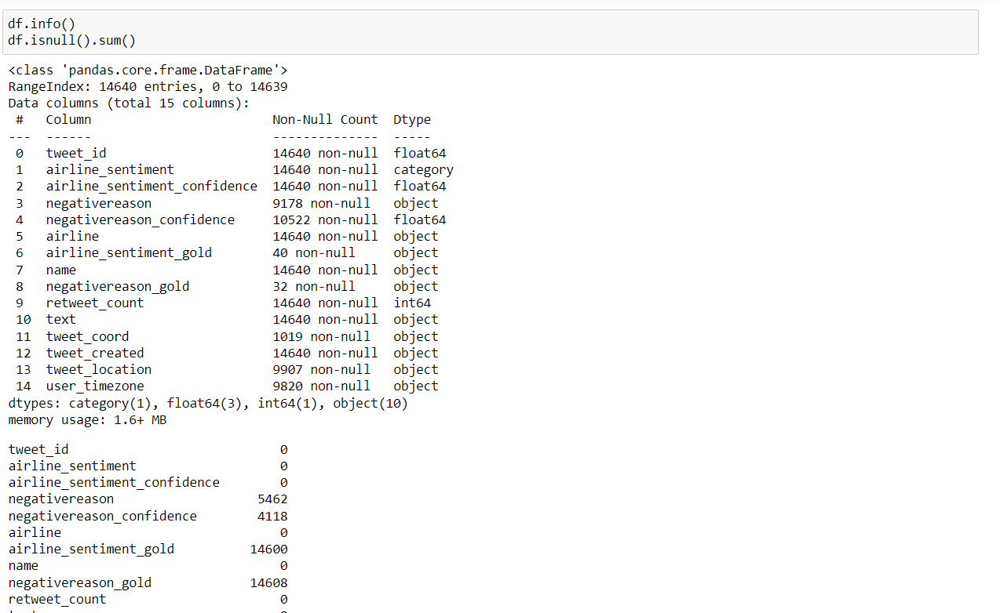 df.info()
df.isnull().sum()
<class 'pandas.core.frame.DataFrame'>
RangeIndex: 14640 entries, 0 to 14639
Data columns (total 15 columns):
 #   Column                        Non-Null Count  Dtype
---  ------                        --------------  -----
 0   tweet_id                      14640 non-null  float64
 1   airline_sentiment             14640 non-null  category
 2   airline_sentiment_confidence  14640 non-null  float64
 3   negativereason                9178 non-null   object
 4   negativereason_confidence     10522 non-null  float64
 5   airline                       14640 non-null  object
 6   airline_sentiment_gold        40 non-null     object
 7   name                          14640 non-null  object
 8   negativereason_gold           32 non-null     object
 9   retweet_count                 14640 non-null  int64
 10  text                          14640 non-null  object
 11  tweet_coord                   1019 non-null   object
 12  tweet_created                 14640 non-null  object
 13  tweet_location                9907 non-null   object
 14  user_timezone                 9820 non-null   object
dtypes: category(1), float64(3), int64(1), object(10)
memory usage: 1.6+ MB
tweet_id                            0
airline_sentiment                   0
airline_sentiment_confidence        0
negativereason                   5462
negativereason_confidence        4118
airline                             0
airline_sentiment_gold          14600
name                                0
negativereason_gold             14608
retweet_count                       0